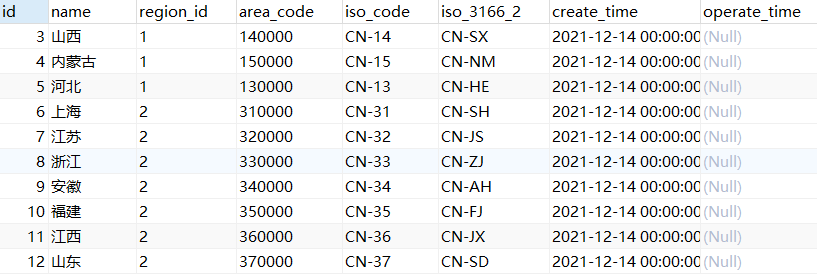 id name region_id area_code iso_code iso_3166_2 create_time operate_time
3 山西 1 140000 CN-14 CN-SX 2021-12-14 00:00:00 (Null)
4 内蒙古 1 150000 CN-15 CN-NM 2021-12-14 00:00:00 (Null)
5 河北 1 130000 CN-13 CN-HE 2021-12-14 00:00:00 (Null)
6 上海 2 310000 CN-31 CN-SH 2021-12-14 00:00:00 (Null)
7 江苏 2 320000 CN-32 CN-JS 2021-12-14 00:00:00 (Null)
8 浙江 2 330000 CN-33 CN-ZJ 2021-12-14 00:00:00 (Null)
9 安徽 2 340000 CN-34 CN-AH 2021-12-14 00:00:00 (Null)
10 福建 2 350000 CN-35 CN-FJ 2021-12-14 00:00:00 (Null)
11 江西 2 360000 CN-36 CN-JX 2021-12-14 00:00:00 (Null)
12 山东 2 370000 CN-37 CN-SD 2021-12-14 00:00:00 (Null)